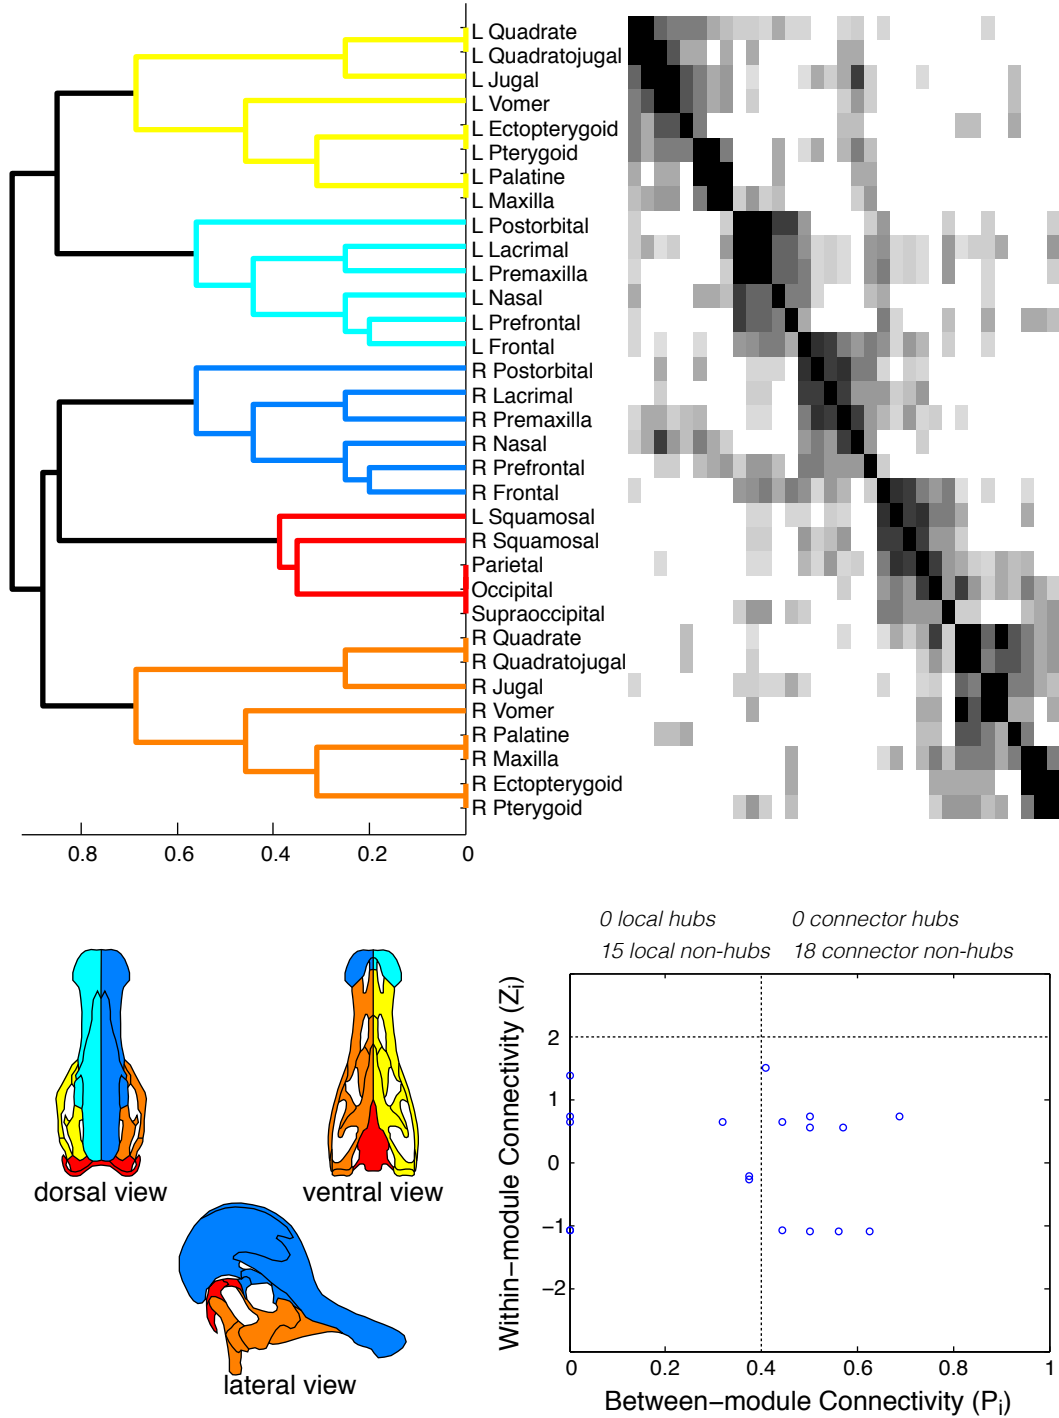 L Quadrate
L Quadratojugal
L Jugal
L Vomer
L Ectopterygoid
L Pterygoid
L Palatine
L Maxilla
L Postorbital
L Lacrimal
L Premaxilla
L Nasal
L Prefrontal
L Frontal
R Postorbital
R Lacrimal
R Premaxilla
R Nasal
R Prefrontal
R Frontal
L Squamosal
R Squamosal
Parietal
Occipital
Supraoccipital
R Quadrate
R Quadratojugal
R Jugal
R Vomer
R Palatine
R Maxilla
R Ectopterygoid
R Pterygoid
0.8 0.6 0.4 0.2 0
dorsal view
ventral view
lateral view
0 local hubs 0 connector hubs
15 local non-hubs 18 connector non-hubs
Within−module Connectivity (Zi)
2
1
0
−1
−2
0 0.2 0.4 0.6 0.8 1
Between−module Connectivity (Pi)